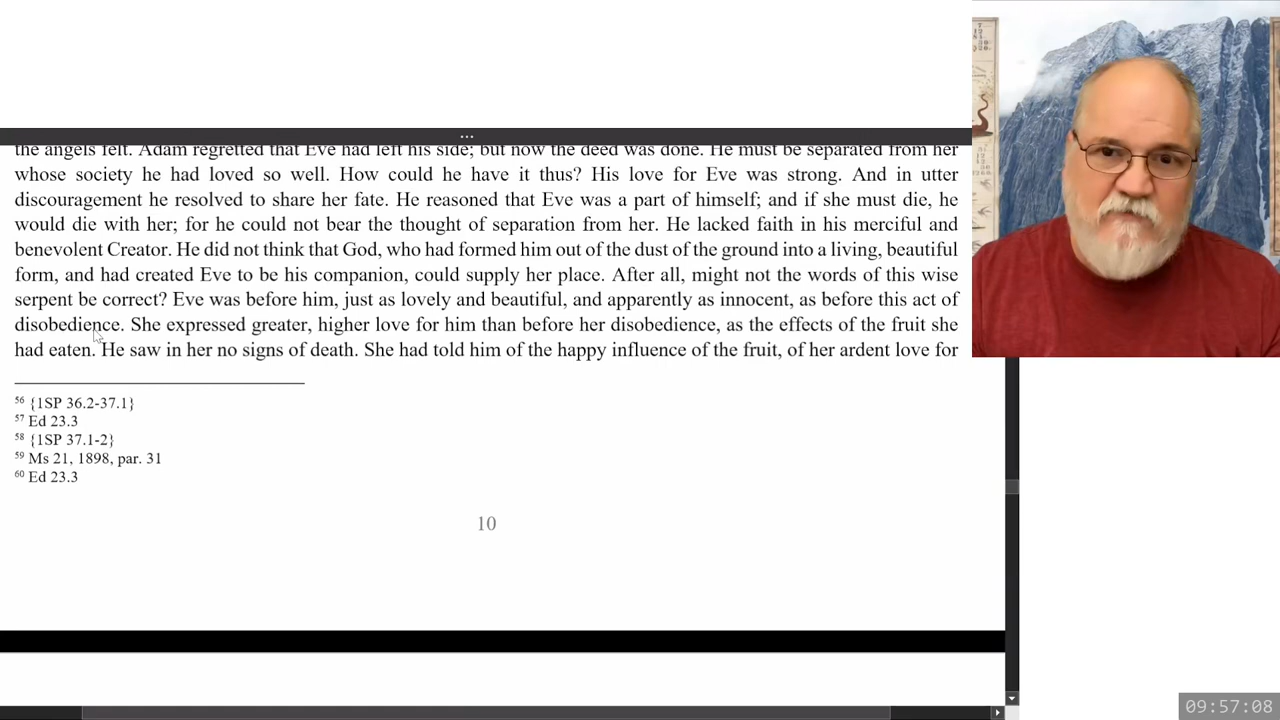 the angels felt. Adam regretted that Eve had left his side; but now the deed was done. He must be separated from her
whose society he had loved so well. How could he have it thus? His love for Eve was strong. And in utter
discouragement he resolved to share her fate. He reasoned that Eve was a part of himself; and if she must die, he
would die with her; for he could not bear the thought of separation from her. He lacked faith in his merciful and
benevolent Creator. He did not think that God, who had formed him out of the dust of the ground into a living, beautiful
form, and had created Eve to be his companion, could supply her place. After all, might not the words of this wise
serpent be correct? Eve was before him, just as lovely and beautiful, and apparently as innocent, as before this act of
disobedience. She expressed greater, higher love for him than before her disobedience, as the effects of the fruit she
had eaten. He saw in her no signs of death. She had told him of the happy influence of the fruit, of her ardent love for
56 {1SP 36.2-37.1}
57 Ed 23.3
58 {1SP 37.1-2}
59 Ms 21, 1898, par. 31
60 Ed 23.3
10
09:57:08